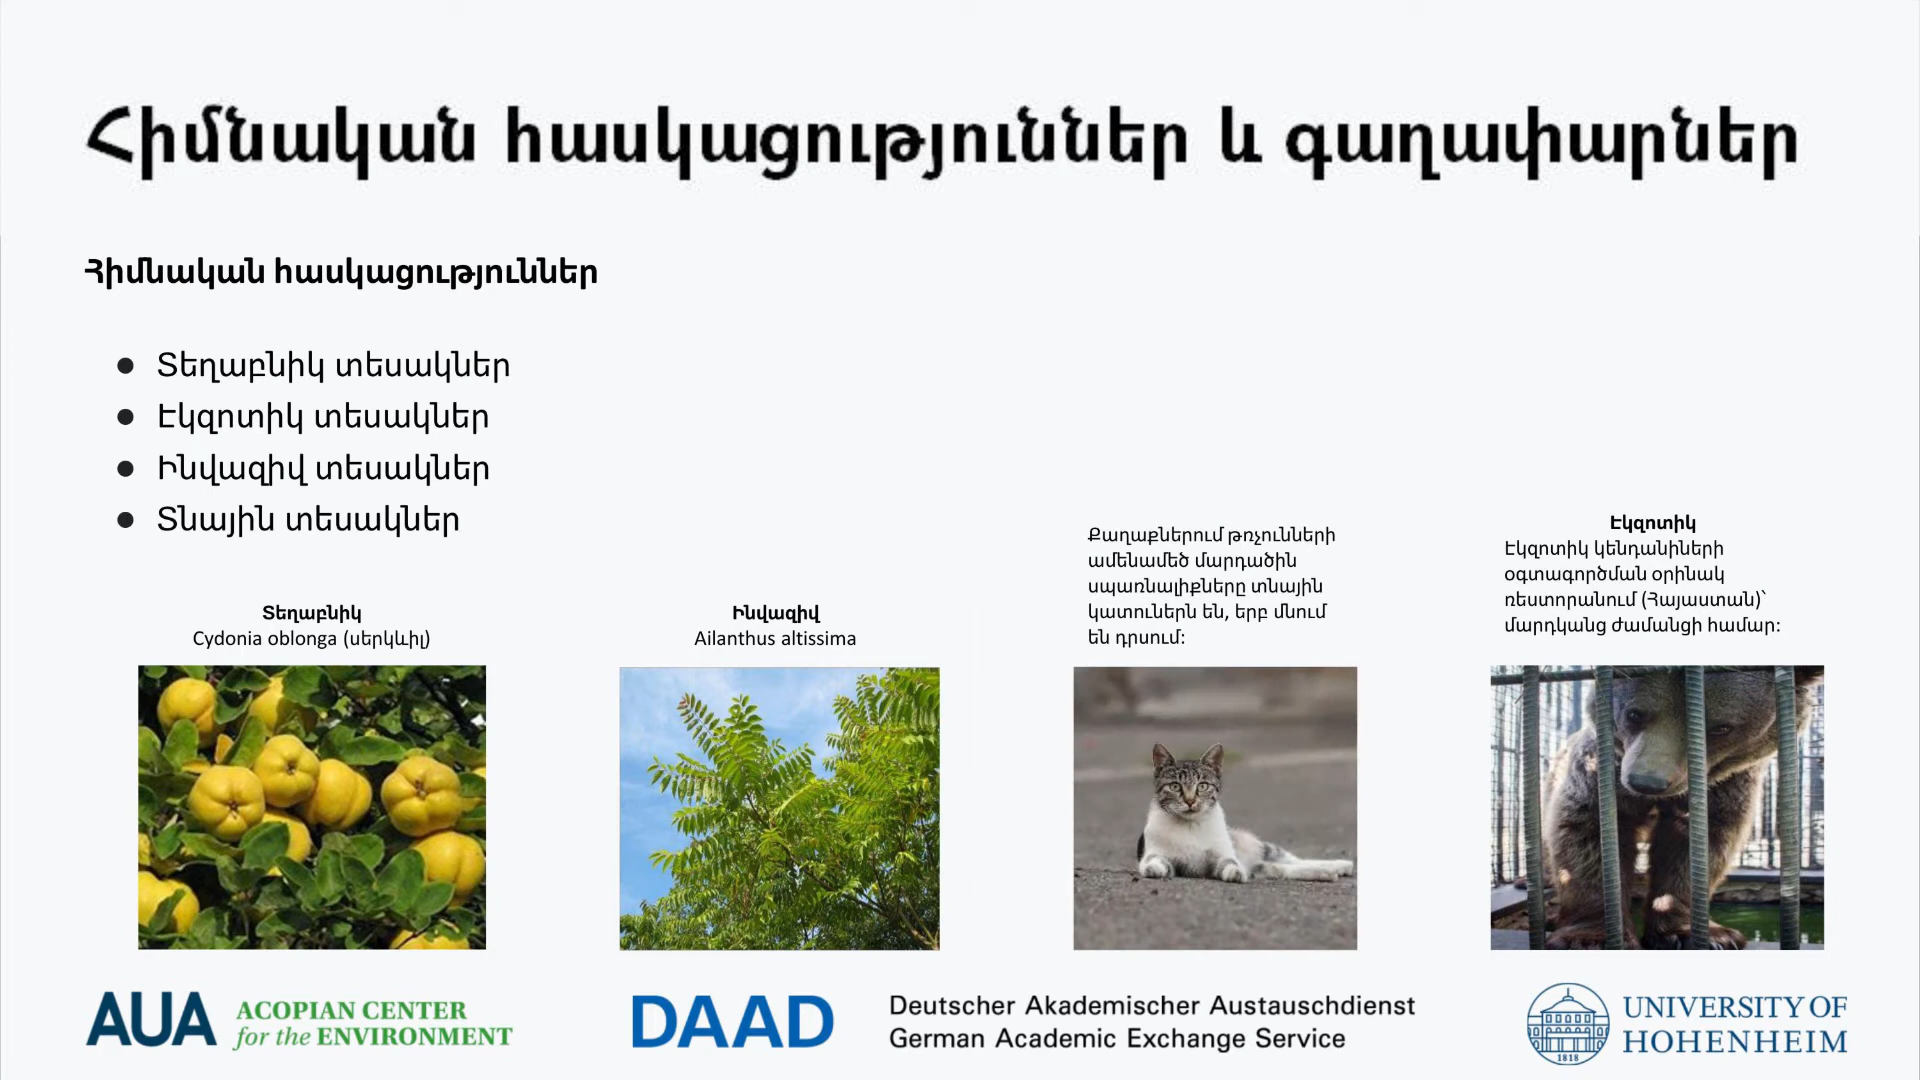 Հիմնական հասկացություններ և գաղափարներ
Հիմնական հասկացություններ
● Տեղաբնիկ տեսակներ
● Էկզոտիկ տեսակներ
● Ինվազիվ տեսակներ
● Տնային տեսակներ
Տեղաբնիկ
Cydonia oblonga (սերկևիլ)
Ինվազիվ
Ailanthus altissima
Քաղաքներում թռչունների
ամենամեծ մարդածին
սպառնալիքները տնային
կատուներն են, երբ մնում
են դրսում:
Էկզոտիկ
Էկզոտիկ կենդանիների
օգտագործման օրինակ
ռեստորանում (Հայաստան)՝
մարդկանց ժամանցի համար:
AUA ACOPIAN CENTER
for the ENVIRONMENT
DAAD Deutscher Akademischer Austauschdienst
German Academic Exchange Service
1818
UNIVERSITY OF
HOHENHEIM